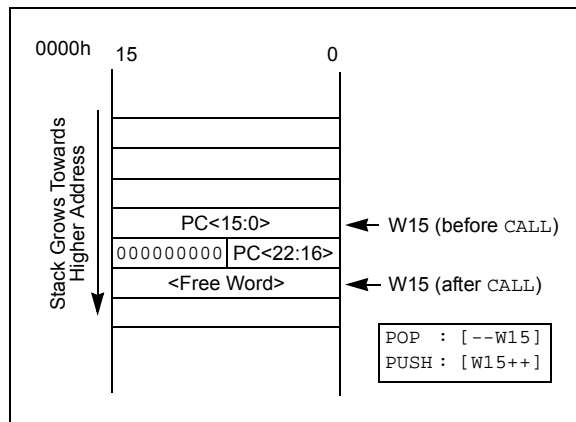 0000h
15 0
Stack Grows Towards
Higher Address
PC<15:0>
W15 (before CALL)
000000000 PC<22:16>
<Free Word>
W15 (after CALL)
POP : [--W15]
PUSH : [W15++]